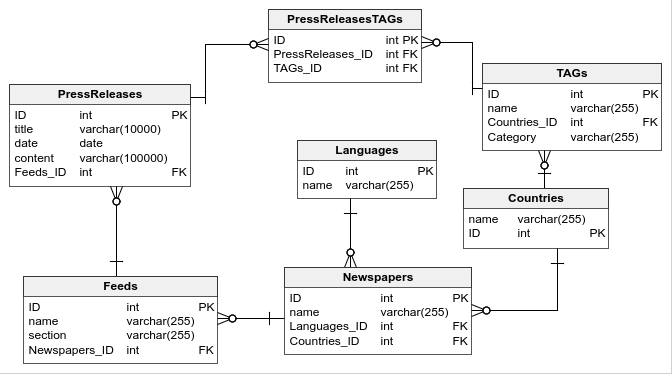 PressReleasesTAGs
ID int PK
PressReleases_ID int FK
TAGs_ID int FK
TAGs
ID int PK
name varchar(255)
Countries_ID int FK
Category varchar(255)
PressReleases
ID int PK
title varchar(10000)
date date
content varchar(100000)
Feeds_ID int FK
Languages
ID int PK
name varchar(255)
Countries
name varchar(255)
ID int PK
Feeds
ID int PK
name varchar(255)
section varchar(255)
Newspapers_ID int FK
Newspapers
ID int PK
name varchar(255)
Languages_ID int FK
Countries_ID int FK